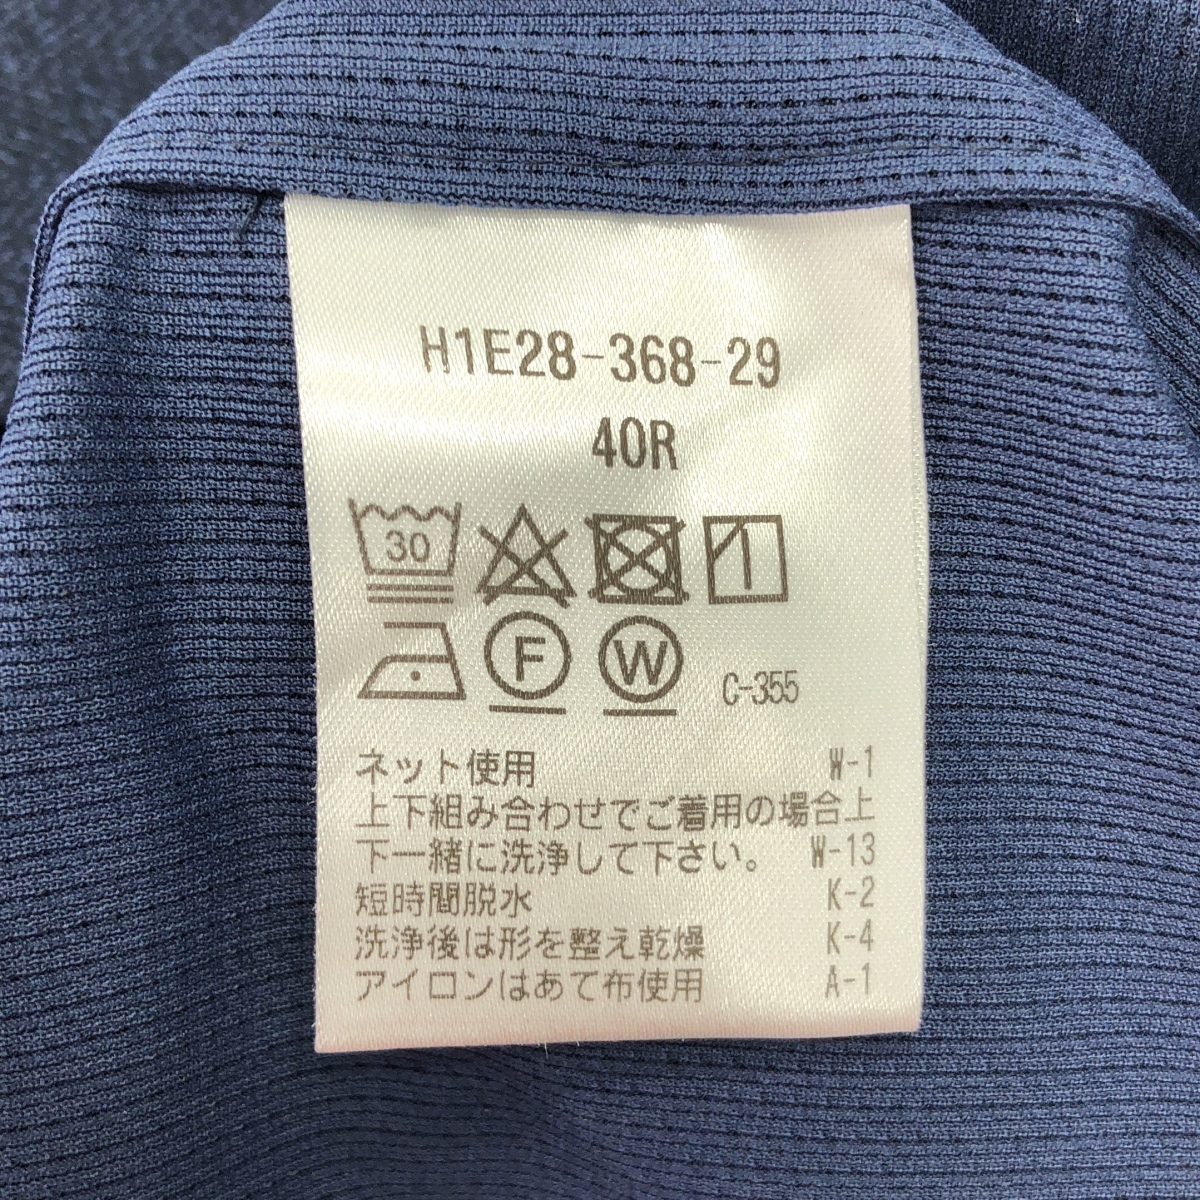 H1E28-368-29
40R
30
F W C-355
ネット使用 W-1
上下組み合わせでご着用の場合上
下一緒に洗浄して下さい。 W-13
短時間脱水 K-2
洗浄後は形を整え乾燥 K-4
アイロンはあて布使用 A-1